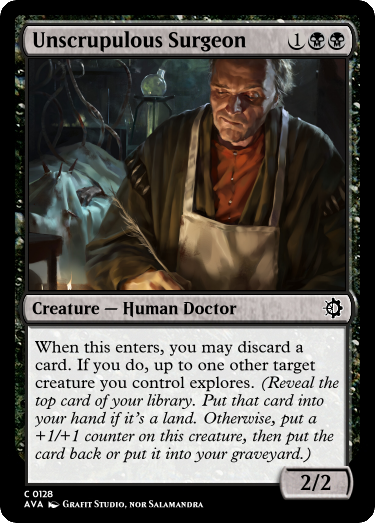 Unscrupulous Surgeon 1
Creature — Human Doctor
When this enters, you may discard a
card. If you do, up to one other target
creature you control explores. (Reveal the
top card of your library. Put that card into
your hand if it's a land. Otherwise, put a
+1/+1 counter on this creature, then put the
card back or put it into your graveyard.)
2/2
C 0128
AVA Grafit Studio, nor Salamandra